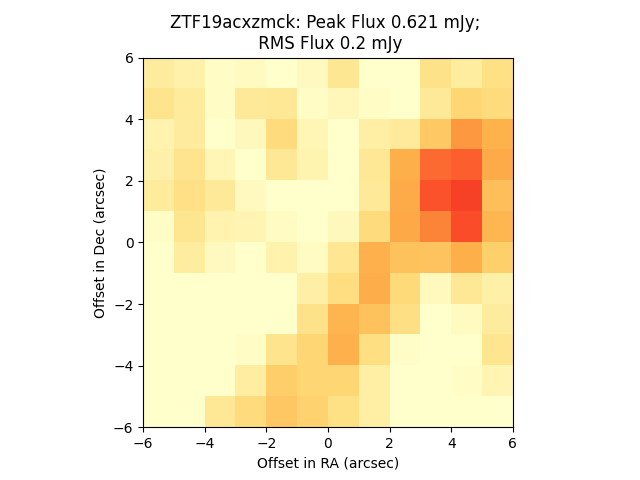 ZTF19acxzmck: Peak Flux 0.621 mJy;
RMS Flux 0.2 mJy
6
4
2
0
−2
−4
−6
Offset in Dec (arcsec)
−6 −4 −2 0 2 4 6
Offset in RA (arcsec)